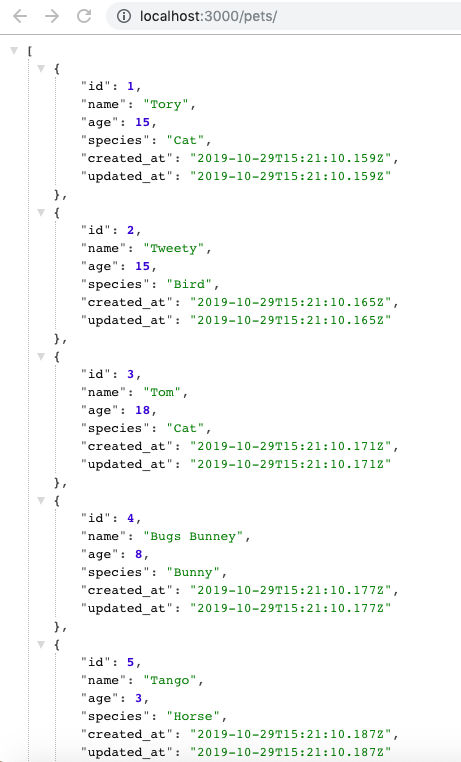 localhost:3000/pets/
[
{
"id": 1,
"name": "Tory",
"age": 15,
"species": "Cat",
"created_at": "2019-10-29T15:21:10.159Z",
"updated_at": "2019-10-29T15:21:10.159Z"
},
{
"id": 2,
"name": "Tweety",
"age": 15,
"species": "Bird",
"created_at": "2019-10-29T15:21:10.165Z",
"updated_at": "2019-10-29T15:21:10.165Z"
},
{
"id": 3,
"name": "Tom",
"age": 18,
"species": "Cat",
"created_at": "2019-10-29T15:21:10.171Z",
"updated_at": "2019-10-29T15:21:10.171Z"
},
{
"id": 4,
"name": "Bugs Bunney",
"age": 8,
"species": "Bunny",
"created_at": "2019-10-29T15:21:10.177Z",
"updated_at": "2019-10-29T15:21:10.177Z"
},
{
"id": 5,
"name": "Tango",
"age": 3,
"species": "Horse",
"created_at": "2019-10-29T15:21:10.187Z",
"updated_at": "2019-10-29T15:21:10.187Z"